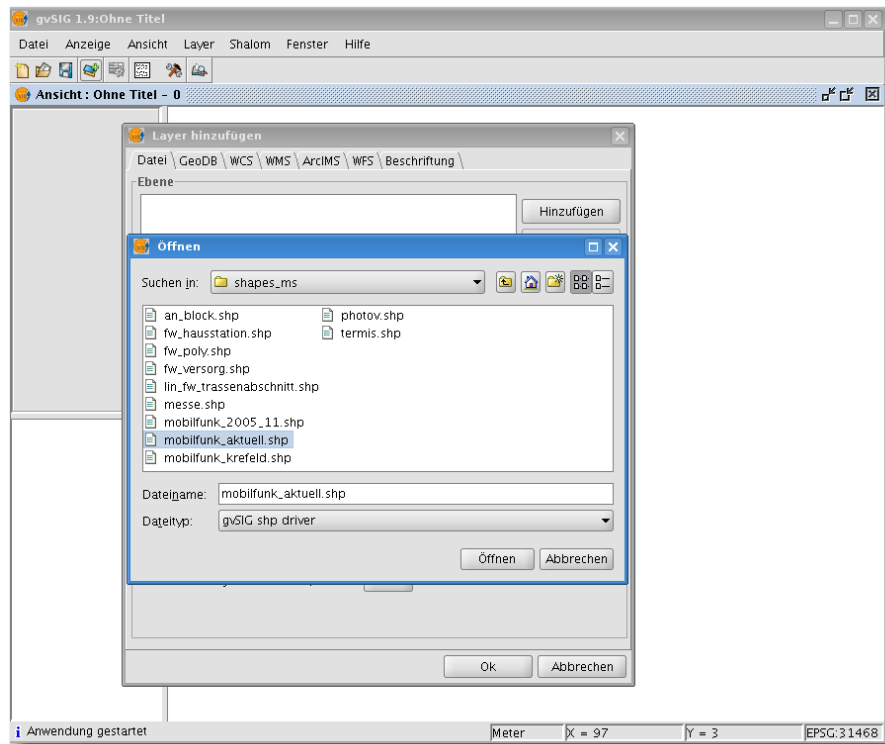 gvSIG 1.9:Ohne Titel
Datei Anzeige Ansicht Layer Shalom Fenster Hilfe
Ansicht : Ohne Titel - 0
Layer hinzufügen
Datei GeoDB WCS WMS ArcIMS WFS Beschriftung
Ebene
Hinzufügen
Öffnen
Suchen in: shapes_ms
an_block.shp
fw_hausstation.shp
fw_poly.shp
fw_versorg.shp
lin_fw_trassenabschnitt.shp
messe.shp
mobilfunk_2005_11.shp
mobilfunk_aktuell.shp
mobilfunk_krefeld.shp
photov.shp
termis.shp
Dateiname: mobilfunk_aktuell.shp
Dateityp: gvSIG shp driver
Öffnen Abbrechen
Ok Abbrechen
Anwendung gestartet Meter X = 97 Y = 3 EPSG:31468